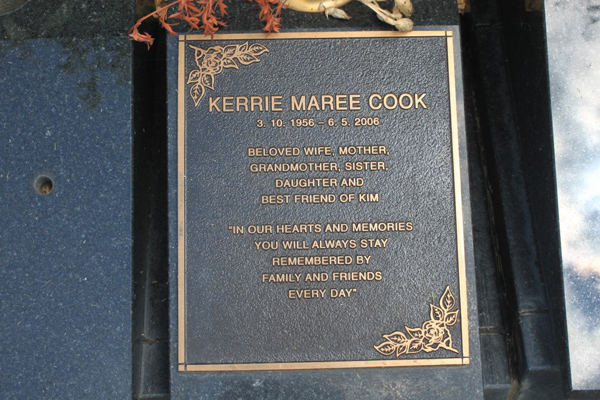 KERRIE MAREE COOK
3. 10. 1956 – 6. 5. 2006
BELOVED WIFE, MOTHER,
GRANDMOTHER, SISTER,
DAUGHTER AND
BEST FRIEND OF KIM
"IN OUR HEARTS AND MEMORIES
YOU WILL ALWAYS STAY
REMEMBERED BY
FAMILY AND FRIENDS
EVERY DAY"